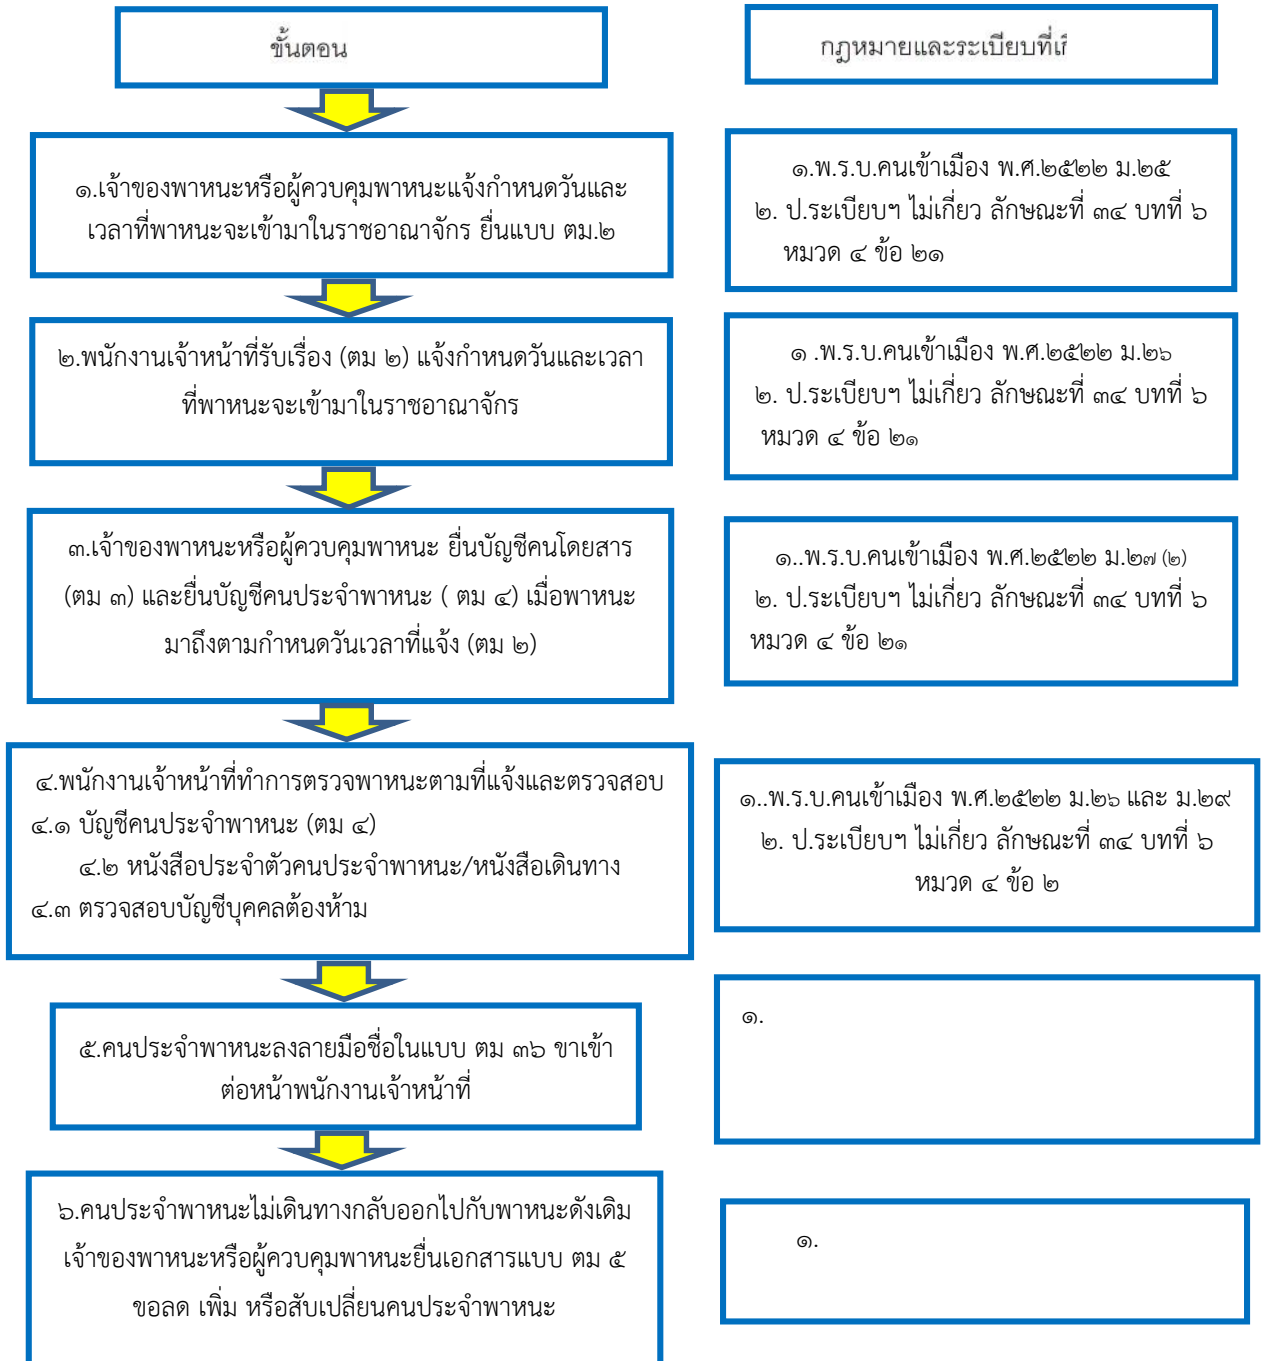 ขั้นตอน
กฎหมายและระเบียบที่เกี
๑.เจ้าของพาหนะหรือผู้ควบคุมพาหนะแจ้งกำหนดวันและ
เวลาที่พาหนะจะเข้ามาในราชอาณาจักร ยื่นแบบ ตม.๒
๑.พ.ร.บ.คนเข้าเมือง พ.ศ.๒๕๒๒ ม.๒๕
๒. ป.ระเบียบฯ ไม่เกี่ยว ลักษณะที่ ๓๔ บทที่ ๖
หมวด ๔ ข้อ ๒๑
๒.พนักงานเจ้าหน้าที่รับเรื่อง (ตม ๒) แจ้งกำหนดวันและเวลา
ที่พาหนะจะเข้ามาในราชอาณาจักร
๑ .พ.ร.บ.คนเข้าเมือง พ.ศ.๒๕๒๒ ม.๒๖
๒. ป.ระเบียบฯ ไม่เกี่ยว ลักษณะที่ ๓๔ บทที่ ๖
หมวด ๔ ข้อ ๒๑
๓.เจ้าของพาหนะหรือผู้ควบคุมพาหนะ ยื่นบัญชีคนโดยสาร
(ตม ๓) และยื่นบัญชีคนประจำพาหนะ ( ตม ๔) เมื่อพาหนะ
มาถึงตามกำหนดวันเวลาที่แจ้ง (ตม ๒)
๑..พ.ร.บ.คนเข้าเมือง พ.ศ.๒๕๒๒ ม.๒๗ (๒)
๒. ป.ระเบียบฯ ไม่เกี่ยว ลักษณะที่ ๓๔ บทที่ ๖
หมวด ๔ ข้อ ๒๑
๔.พนักงานเจ้าหน้าที่ทำการตรวจพาหนะตามที่แจ้งและตรวจสอบ
๔.๑ บัญชีคนประจำพาหนะ (ตม ๔)
๔.๒ หนังสือประจำตัวคนประจำพาหนะ/หนังสือเดินทาง
๔.๓ ตรวจสอบบัญชีบุคคลต้องห้าม
๑..พ.ร.บ.คนเข้าเมือง พ.ศ.๒๕๒๒ ม.๒๖ และ ม.๒๙
๒. ป.ระเบียบฯ ไม่เกี่ยว ลักษณะที่ ๓๔ บทที่ ๖
หมวด ๔ ข้อ ๒
๕.คนประจำพาหนะลงลายมือชื่อในแบบ ตม ๓๖ ขาเข้า
ต่อหน้าพนักงานเจ้าหน้าที่
๑.
๖.คนประจำพาหนะไม่เดินทางกลับออกไปกับพาหนะดังเดิม
เจ้าของพาหนะหรือผู้ควบคุมพาหนะยื่นเอกสารแบบ ตม ๕
ขอลด เพิ่ม หรือสับเปลี่ยนคนประจำพาหนะ
๑.